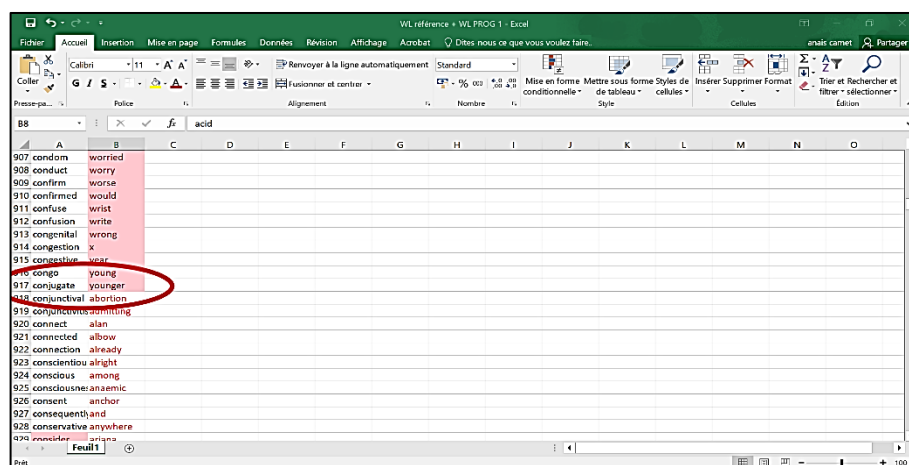 WL référence + WL PROG 1 - Excel
Fichier Accueil Insertion Mise en page Formules Données Révision Affichage Acrobat Dites nous ce que vous voulez faire.. anais camet Partager
Calibri 11 A A Renvoyer à la ligne automatiquement Standard
Coller G I S A Fusionner et centrer % 000 Mise en forme conditionnelle Mettre sous forme de tableau Styles de cellules Insérer Supprimer Format Trier et filtrer Rechercher et sélectionner
Presse-pa... Police Alignement Nombre Style Cellules Édition
B8 fx acid
A B C D E F G H I J K L M N O
907 condom worried
908 conduct worry
909 confirm worse
910 confirmed would
911 confuse wrist
912 confusion write
913 congenital wrong
914 congestion x
915 congestive year
916 congo young
917 conjugate younger
918 conjunctival abortion
919 conjunctivitis admitting
920 connect alan
921 connected albow
922 connection already
923 conscientiou alright
924 conscious among
925 consciousnes anaemic
926 consent anchor
927 consequently and
928 conservative anywhere
929 consider ariana
Feuil1
Prêt 100